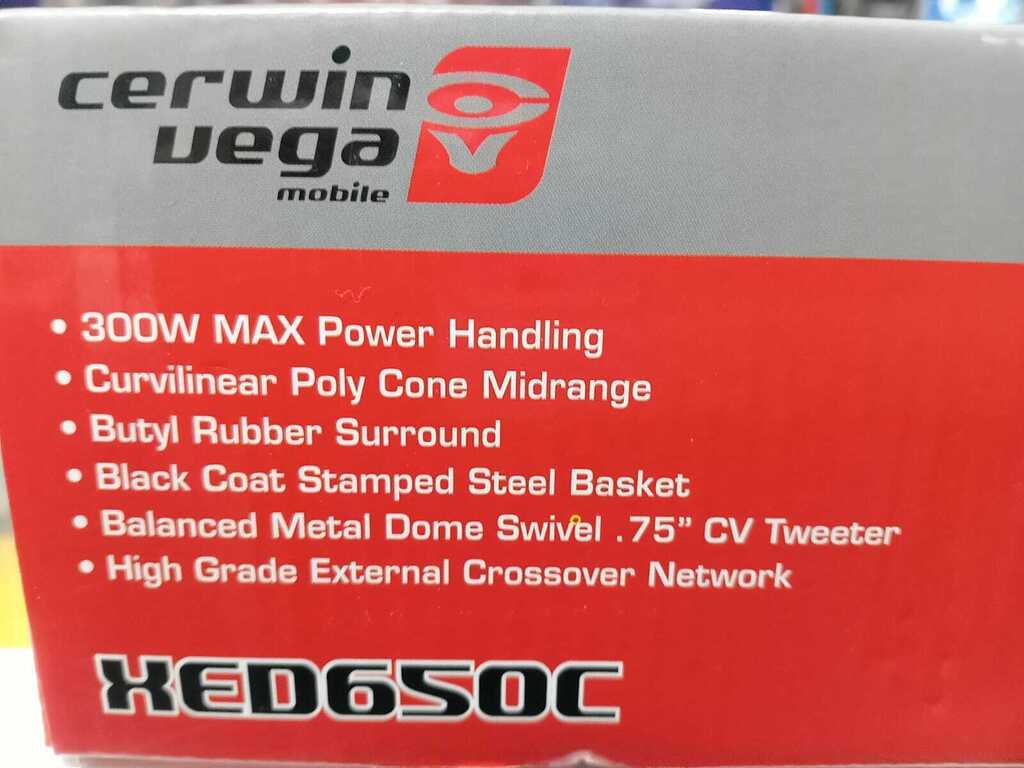 cerwin
vega
mobile
• 300W MAX Power Handling
• Curvilinear Poly Cone Midrange
• Butyl Rubber Surround
• Black Coat Stamped Steel Basket
• Balanced Metal Dome Swivel .75” CV Tweeter
• High Grade External Crossover Network
XED650C